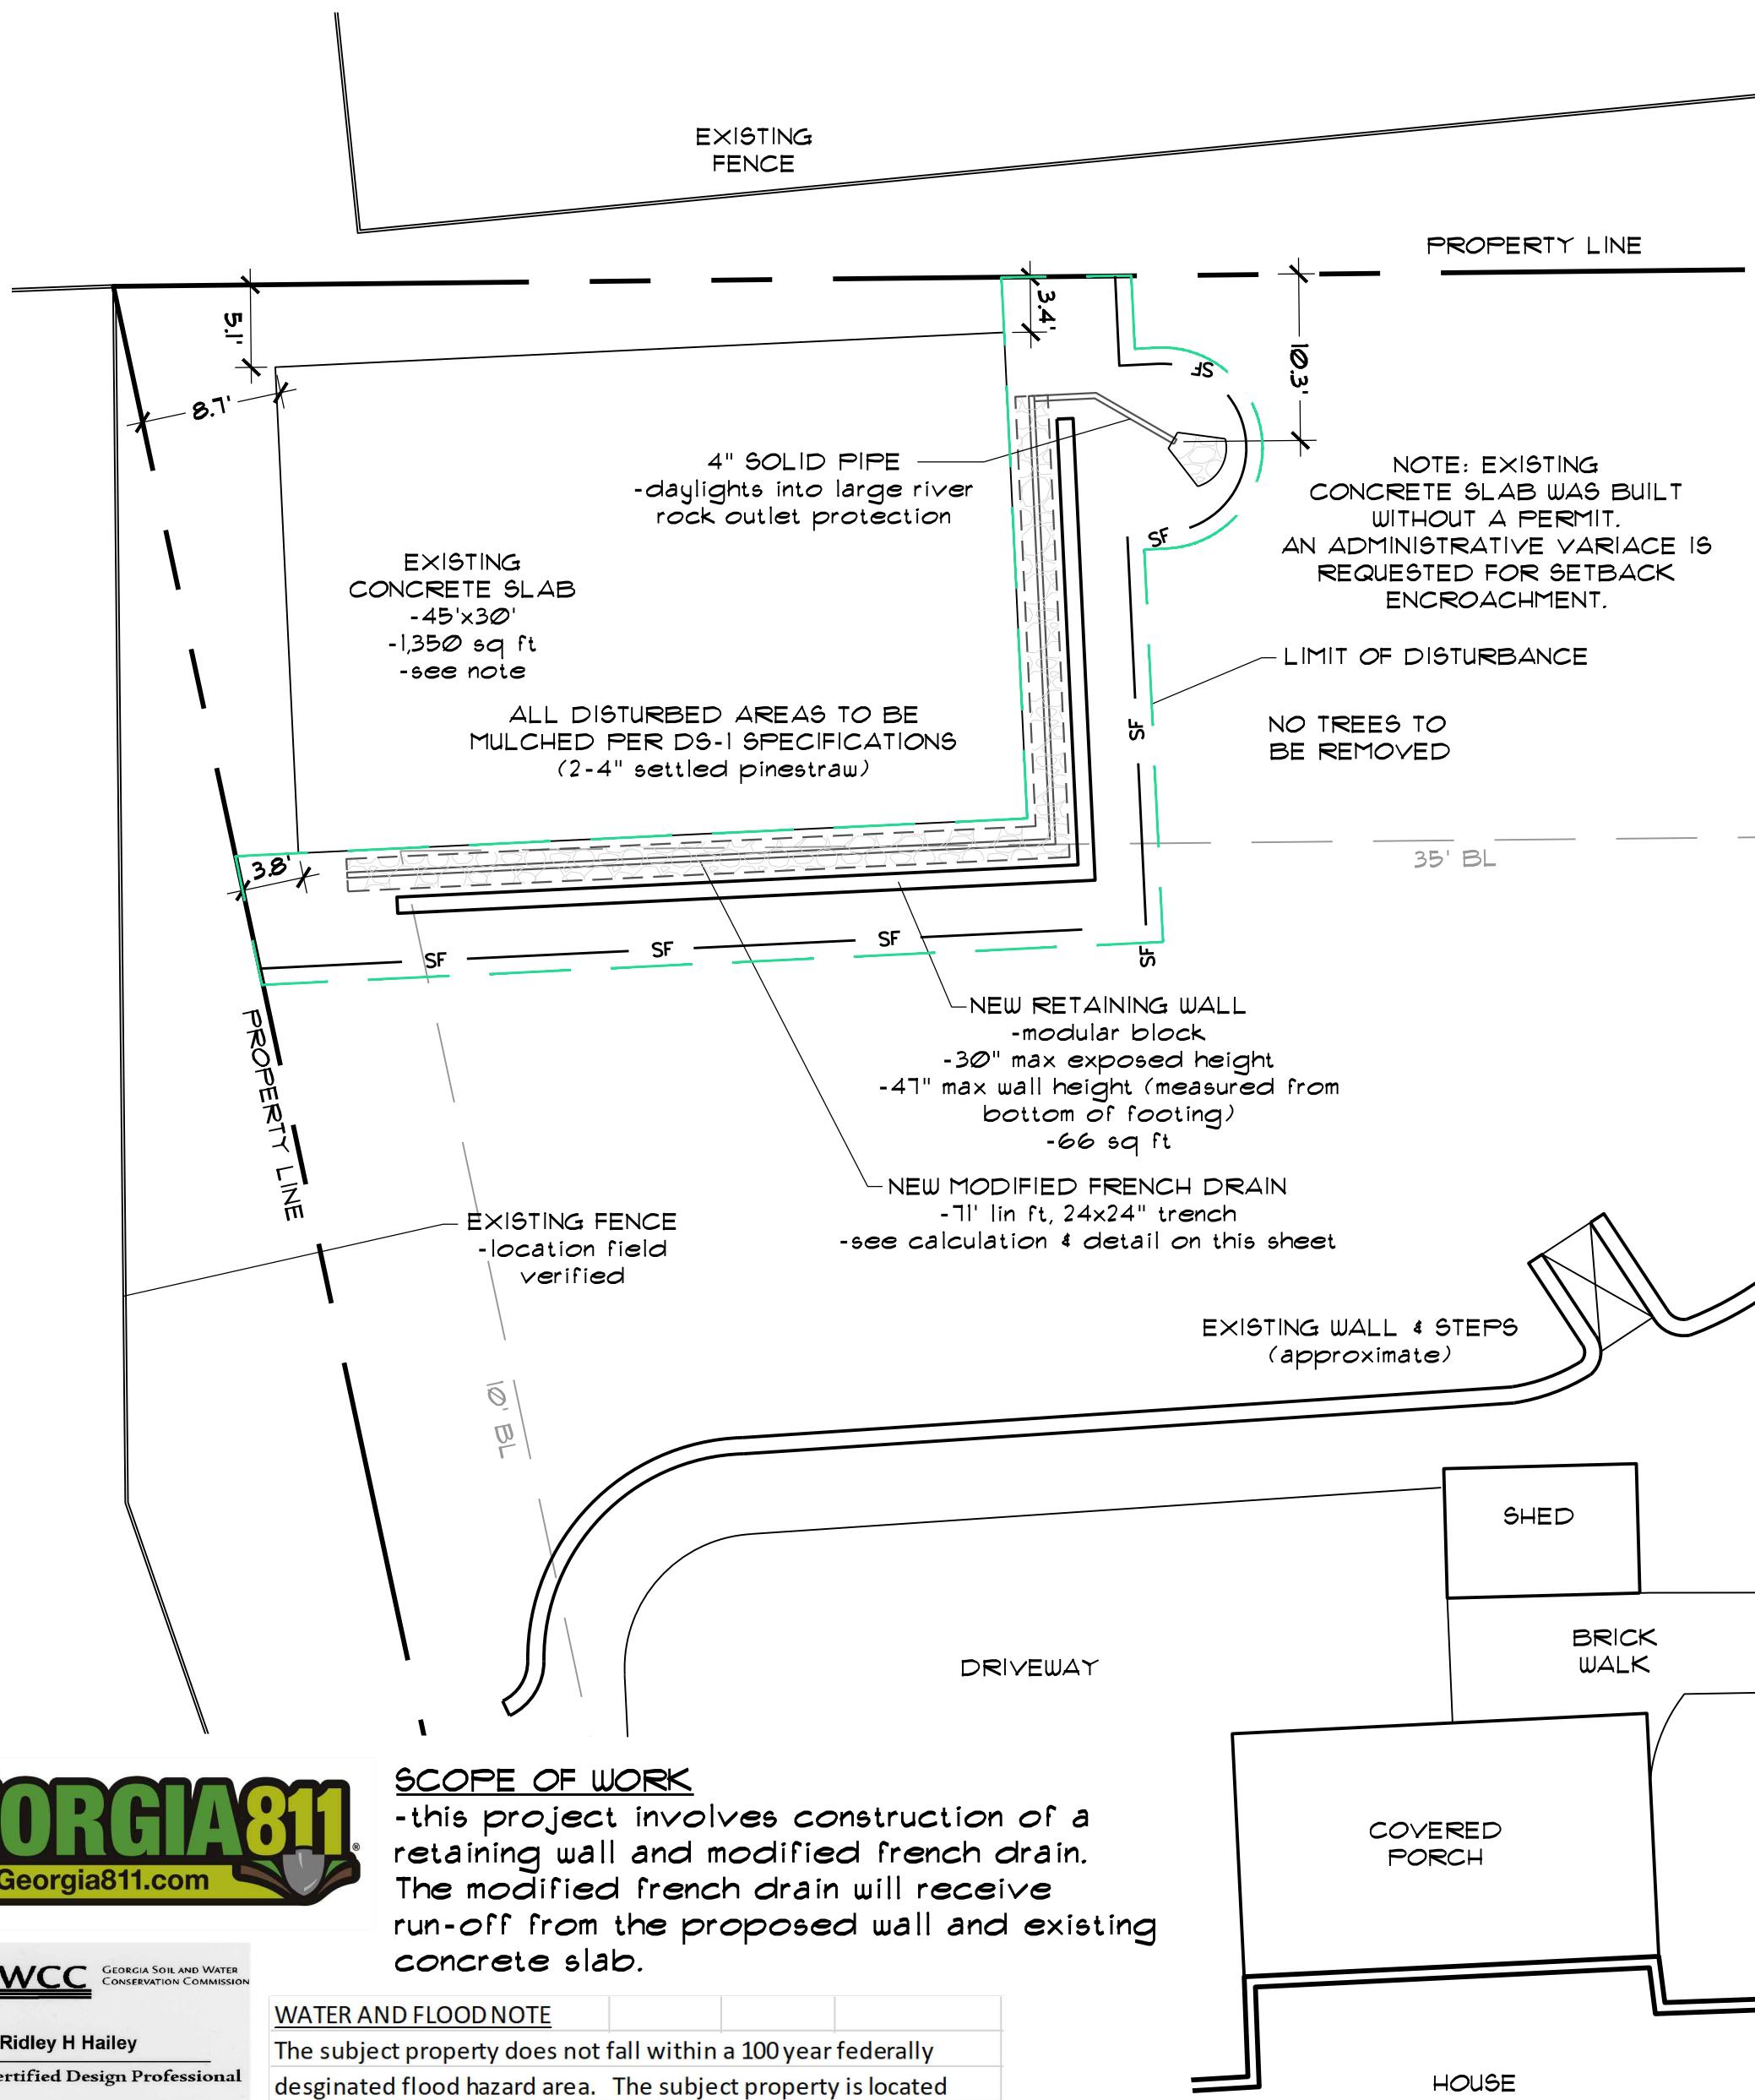 EXISTING
FENCE
PROPERTY LINE
5.1'
3.4'
10.3'
8.7'
SF
4" SOLID PIPE
-daylights into large river
rock outlet protection
NOTE: EXISTING
CONCRETE SLAB WAS BUILT
WITHOUT A PERMIT.
AN ADMINISTRATIVE VARIACE IS
REQUESTED FOR SETBACK
ENCROACHMENT.
SF
EXISTING
CONCRETE SLAB
-45'x30'
-1,350 sq ft
-see note
LIMIT OF DISTURBANCE
ALL DISTURBED AREAS TO BE
MULCHED PER DS-1 SPECIFICATIONS
(2-4" settled pinestraw)
SF
NO TREES TO
BE REMOVED
35' BL
3.8'
SF
SF
SF
SF
NEW RETAINING WALL
-modular block
-30" max exposed height
-47" max wall height (measured from
bottom of footing)
-66 sq ft
PROPERTY LINE
NEW MODIFIED FRENCH DRAIN
-71' lin ft, 24x24" trench
-see calculation & detail on this sheet
EXISTING FENCE
-location field
verified
EXISTING WALL & STEPS
(approximate)
10' BL
SHED
BRICK
WALK
DRIVEWAY
ORGIA811®
Georgia811.com
SCOPE OF WORK
-this project involves construction of a
retaining wall and modified french drain.
The modified french drain will receive
run-off from the proposed wall and existing
concrete slab.
COVERED
PORCH
WCC GEORGIA SOIL AND WATER
CONSERVATION COMMISSION
Ridley H Hailey
ertified Design Professional
WATER AND FLOOD NOTE
The subject property does not fall within a 100 year federally
desginated flood hazard area. The subject property is located
HOUSE